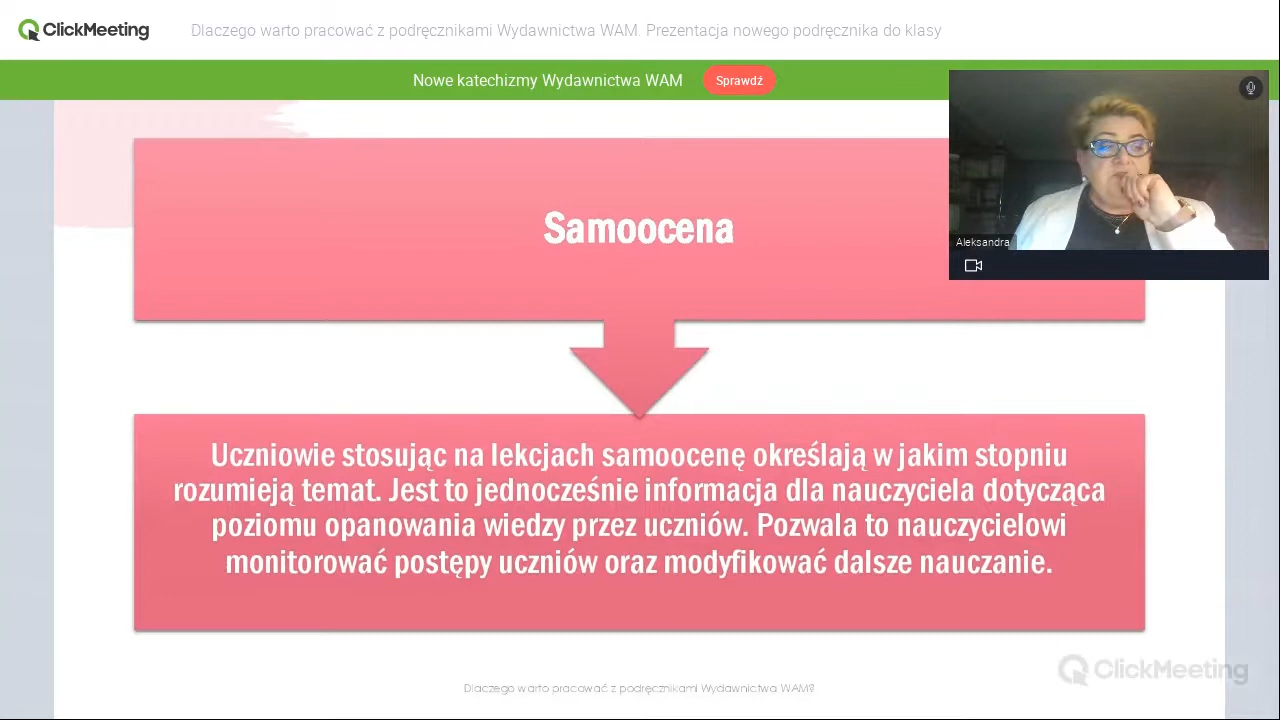 ClickMeeting
Dlaczego warto pracować z podręcznikami Wydawnictwa WAM. Prezentacja nowego podręcznika do klasy
Nowe katechizmy Wydawnictwa WAM
Sprawdź
Aleksandra
Samoocena
Uczniowie stosując na lekcjach samoocenę określają w jakim stopniu
rozumieją temat. Jest to jednocześnie informacja dla nauczyciela dotycząca
poziomu opanowania wiedzy przez uczniów. Pozwala to nauczycielowi
monitorować postępy uczniów oraz modyfikować dalsze nauczanie.
ClickMeeting
Dlaczego warto pracować z podręcznikami Wydawnictwa WAM?